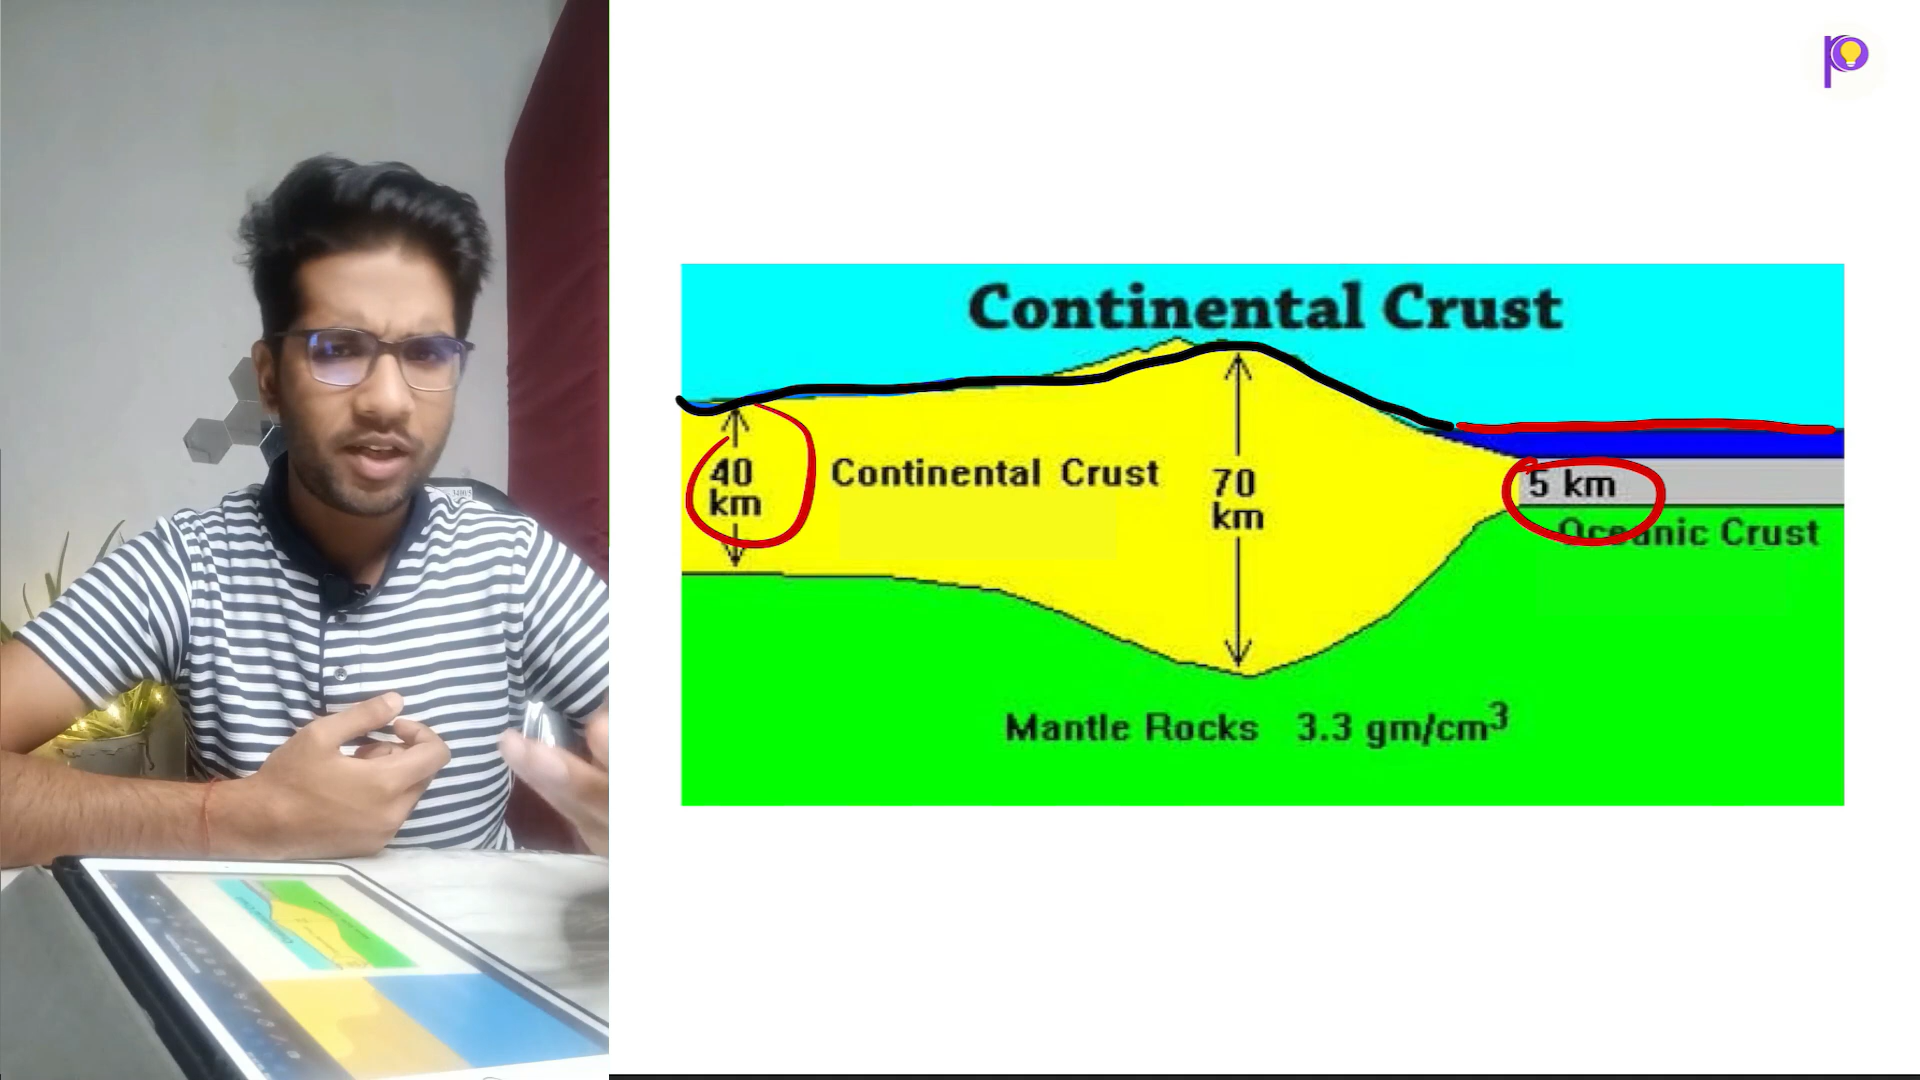 Continental Crust
40
km
Continental Crust
70
km
5 km
Oceanic Crust
Mantle Rocks 3.3 gm/cm³